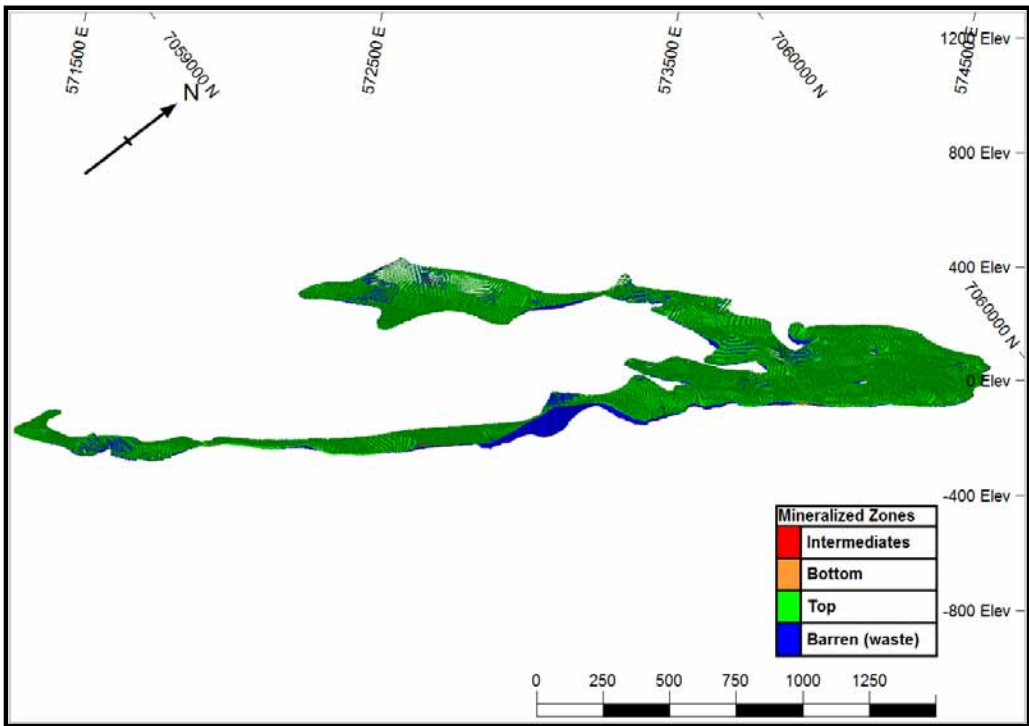 571500 E
7059000 N
572500 E
573500 E
7060000 N
574500 E
1200 Elev
N
800 Elev
400 Elev
7060000 N
0 Elev
-400 Elev
Mineralized Zones
Intermediates
Bottom
Top
Barren (waste)
-800 Elev
0 250 500 750 1000 1250